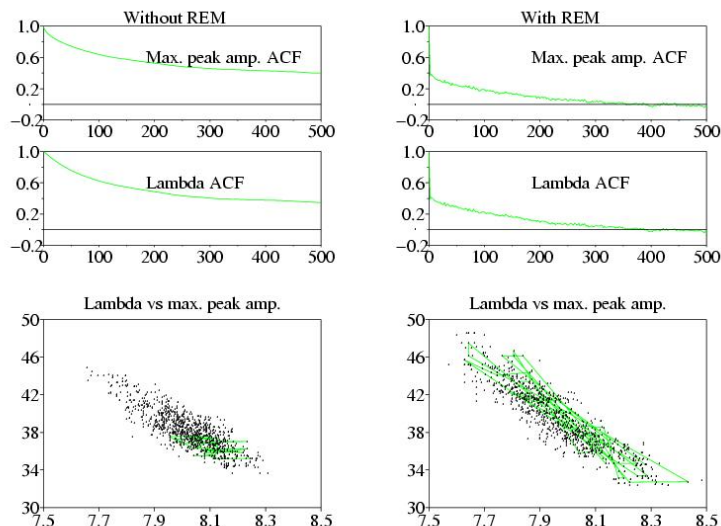 Without REM
With REM
1.0
0.6
0.2
−0.2
Max. peak amp. ACF
0 100 200 300 400 500
1.0
0.6
0.2
−0.2
Max. peak amp. ACF
0 100 200 300 400 500
1.0
0.6
0.2
−0.2
Lambda ACF
0 100 200 300 400 500
1.0
0.6
0.2
−0.2
Lambda ACF
0 100 200 300 400 500
Lambda vs max. peak amp.
50
46
42
38
34
30
7.5 7.7 7.9 8.1 8.3 8.5
Lambda vs max. peak amp.
50
46
42
38
34
30
7.5 7.7 7.9 8.1 8.3 8.5